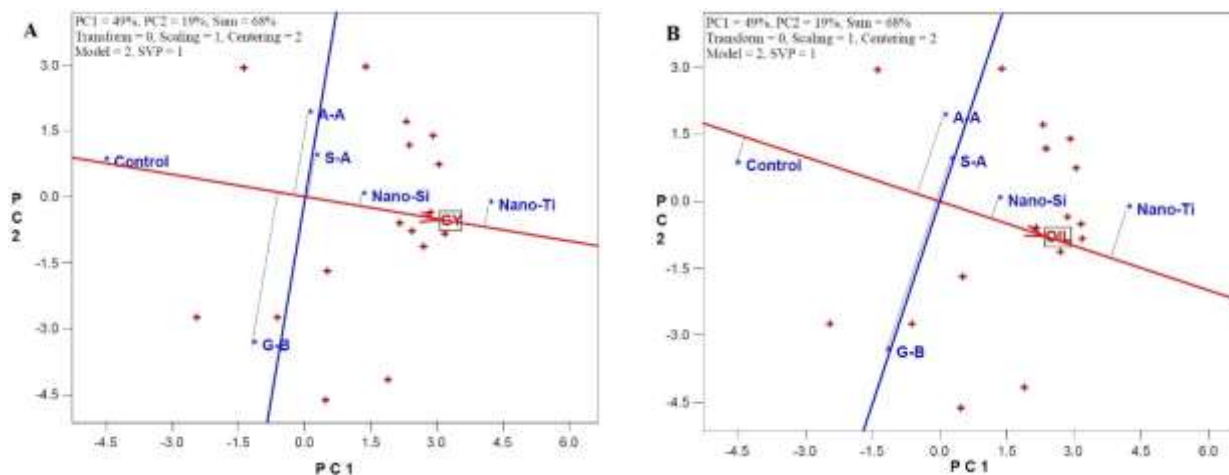 A
PC1 = 49%, PC2 = 19%, Sum = 68%
Transform = 0, Scaling = 1, Centering = 2
Model = 2, SVP = 1
3.0
1.5
0.0
-1.5
-3.0
-4.5
P
C
2
A-A
S-A
Control
Nano-Si
Nano-Ti
GY
G-B
-4.5 -3.0 -1.5 0.0 1.5 3.0 4.5 6.0
P C 1
B
PC1 = 49%, PC2 = 19%, Sum = 68%
Transform = 0, Scaling = 1, Centering = 2
Model = 2, SVP = 1
3.0
1.5
0.0
-1.5
-3.0
-4.5
P
C
2
A-A
S-A
Control
Nano-Si
Nano-Ti
OIL
G-B
-4.5 -3.0 -1.5 0.0 1.5 3.0 4.5 6.0
P C 1